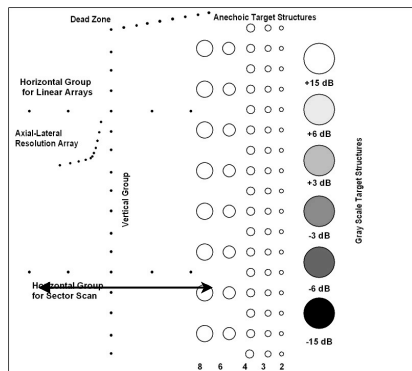 Dead Zone
Anechoic Target Structures
Horizontal Group
for Linear Arrays
+15 dB
+6 dB
Axial-Lateral
Resolution Array
+3 dB
Vertical Group
Gray Scale Target Structures
-3 dB
Horizontal Group
for Sector Scan
-6 dB
-15 dB
8 6 4 3 2